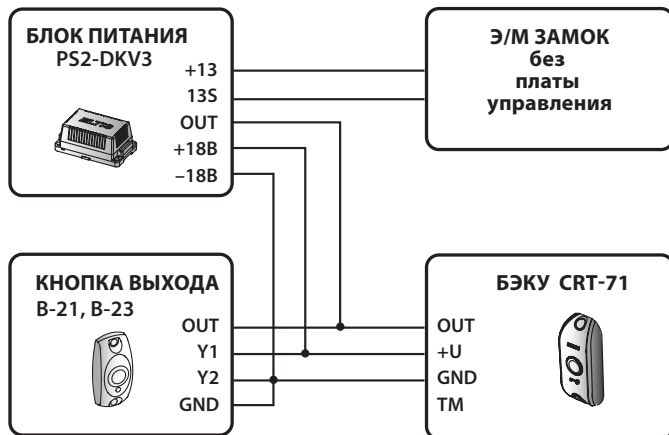 БЛОК ПИТАНИЯ
PS2-DKV3
+13
13S
OUT
+18В
–18В
ELTIS
Э/М ЗАМОК
без
платы
управления
КНОПКА ВЫХОДА
B-21, B-23
OUT
Y1
Y2
GND
БЭКУ CRT-71
OUT
+U
GND
TM